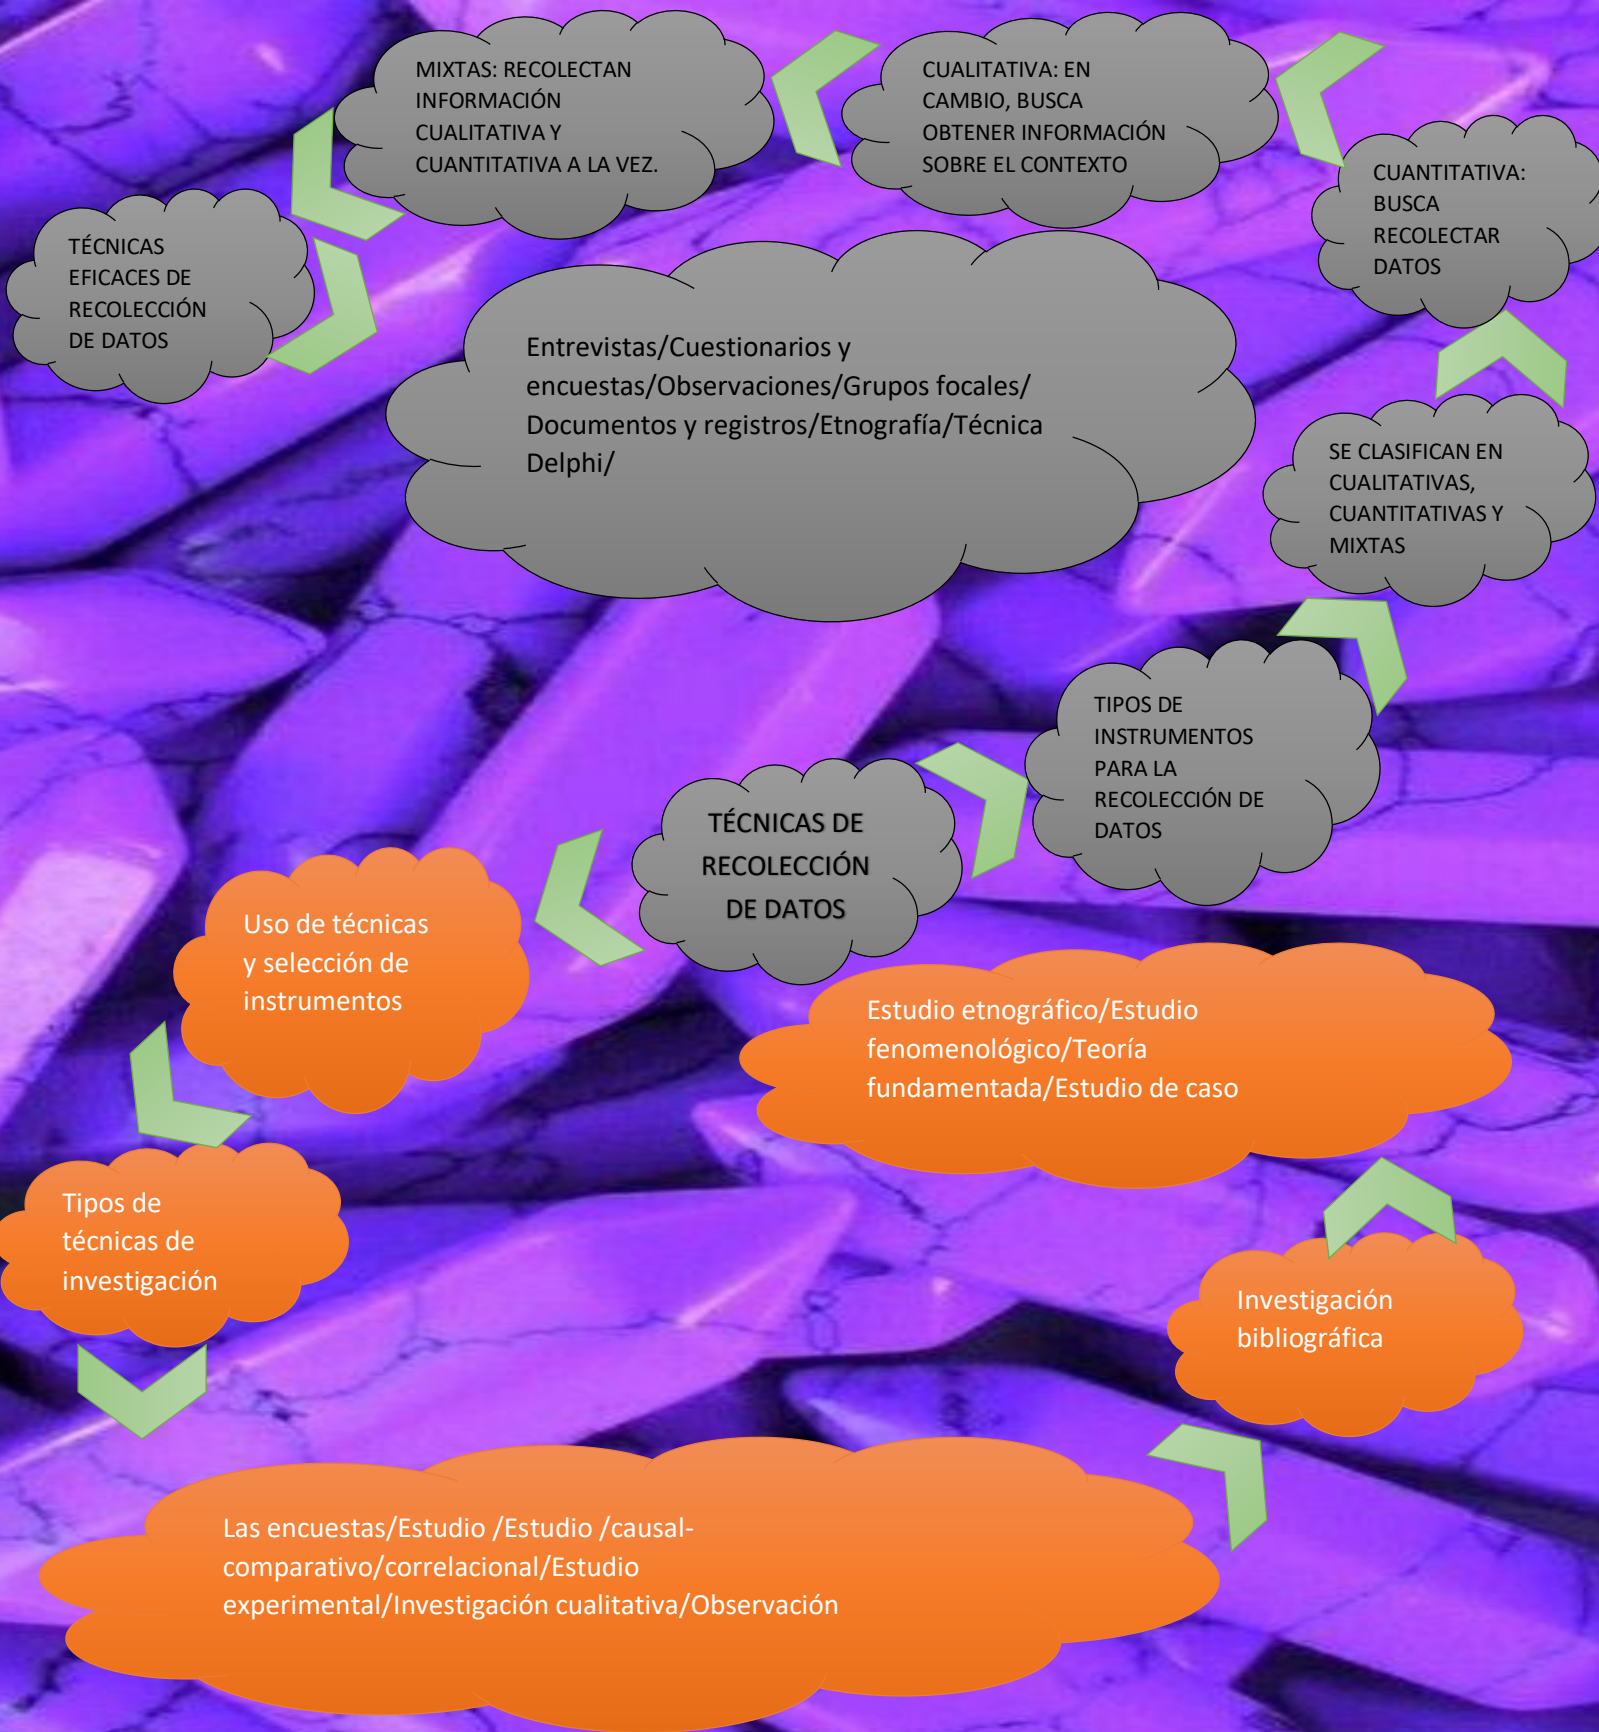 MIXTAS: RECOLECTAN
INFORMACIÓN
CUALITATIVA Y
CUANTITATIVA A LA VEZ.
CUALITATIVA: EN
CAMBIO, BUSCA
OBTENER INFORMACIÓN
SOBRE EL CONTEXTO
CUANTITATIVA:
BUSCA
RECOLECTAR
DATOS
TÉCNICAS
EFICACES DE
RECOLECCIÓN
DE DATOS
Entrevistas/Cuestionarios y
encuestas/Observaciones/Grupos focales/
Documentos y registros/Etnografía/Técnica
Delphi/
SE CLASIFICAN EN
CUALITATIVAS,
CUANTITATIVAS Y
MIXTAS
TIPOS DE
INSTRUMENTOS
PARA LA
RECOLECCIÓN DE
DATOS
TÉCNICAS DE
RECOLECCIÓN
DE DATOS
Uso de técnicas
y selección de
instrumentos
Estudio etnográfico/Estudio
fenomenológico/Teoría
fundamentada/Estudio de caso
Tipos de
técnicas de
investigación
Investigación
bibliográfica
Las encuestas/Estudio /Estudio /causal-
comparativo/correlacional/Estudio
experimental/Investigación cualitativa/Observación